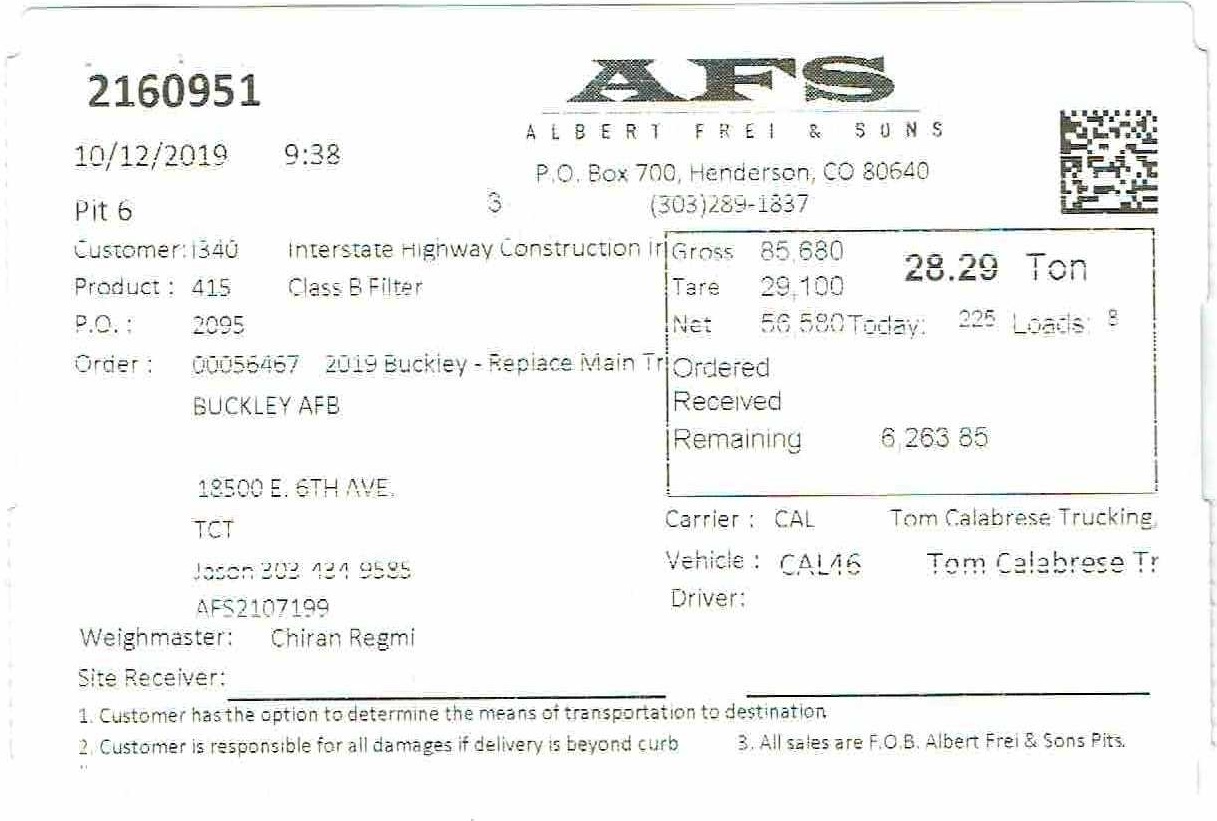 2160951
AFS
ALBERT FREI & SONS
10/12/2019 9:38
P.O. Box 700, Henderson, CO 80640
Pit 6
(303)289-1837
Customer: I340 Interstate Highway Construction Ir
Product : 415 Class B Filter
P.O. : 2095
Order : 00056467 2019 Buckley - Replace Main Tr
BUCKLEY AFB
18500 E. 6TH AVE.
TCT
Jason 303 434 9585
AFS2107199
Gross 85,680 28.29 Ton
Tare 29,100
Net 56,580 Today: 225 Loads: 8
Ordered
Received
Remaining 6,263.85
Carrier : CAL Tom Calabrese Trucking,
Vehicle : CAL46 Tom Calabrese Tr
Driver:
Weighmaster: Chiran Regmi
Site Receiver:
1. Customer has the option to determine the means of transportation to destination
2. Customer is responsible for all damages if delivery is beyond curb
3. All sales are F.O.B. Albert Frei & Sons Pits.